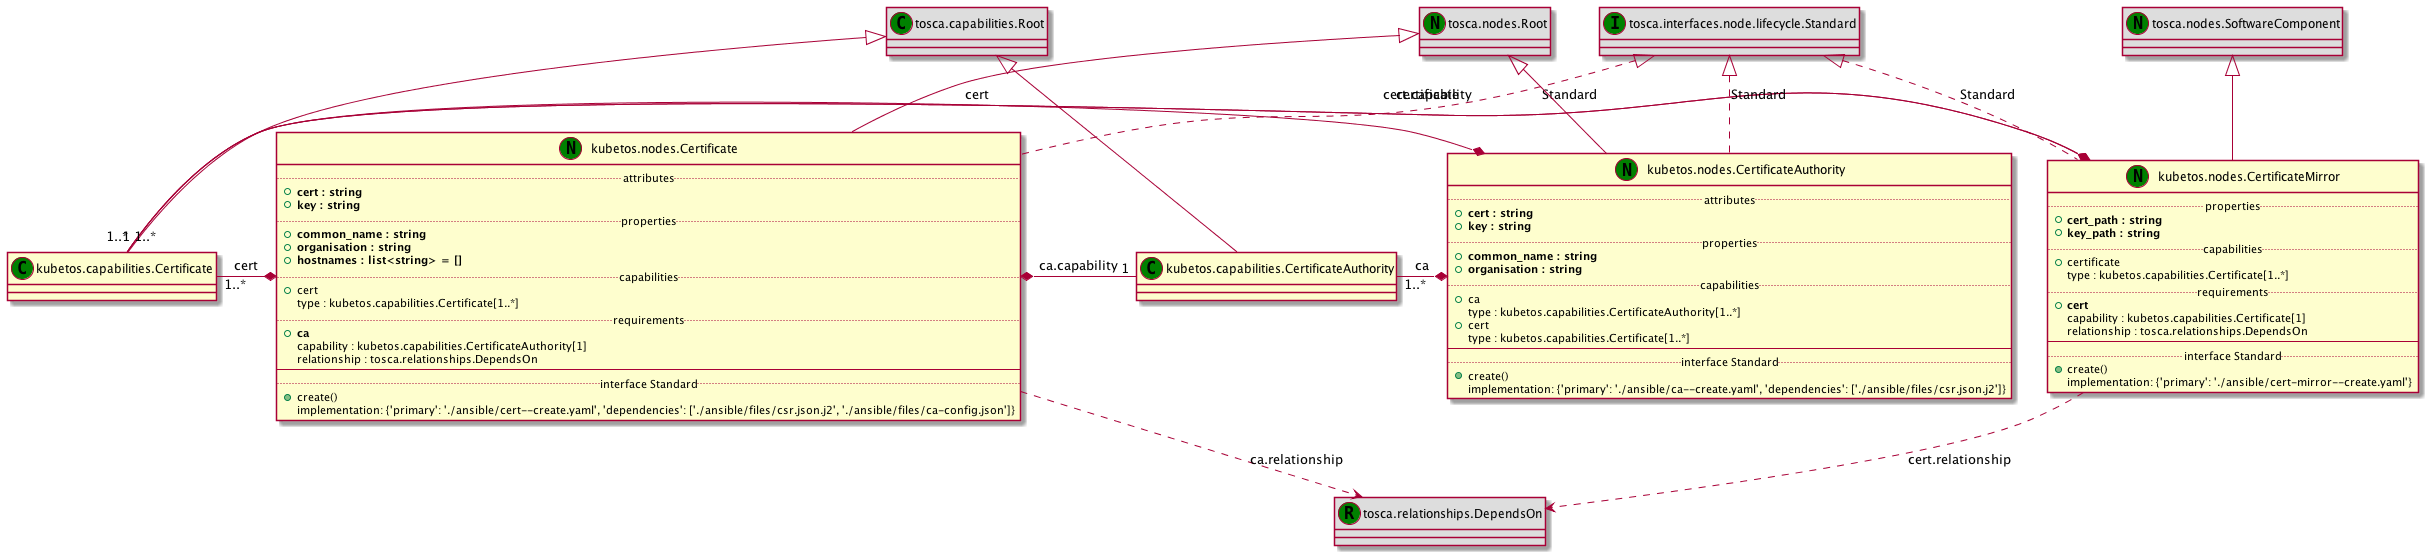 C tosca.capabilities.Root
N tosca.nodes.Root
I tosca.interfaces.node.lifecycle.Standard
N tosca.nodes.SoftwareComponent
cert
cert.capability
certificate
Standard
Standard
Standard
N kubetos.nodes.Certificate
attributes
cert : string
key : string
properties
common_name : string
organisation : string
hostnames : list<string> = []
capabilities
cert
type : kubetos.capabilities.Certificate[1..*]
requirements
ca
capability : kubetos.capabilities.CertificateAuthority[1]
relationship : tosca.relationships.DependsOn
interface Standard
create()
implementation: {'primary': './ansible/cert--create.yaml', 'dependencies': ['./ansible/files/csr.json.j2', './ansible/files/ca-config.json']}
N kubetos.nodes.CertificateAuthority
attributes
cert : string
key : string
properties
common_name : string
organisation : string
capabilities
ca
type : kubetos.capabilities.CertificateAuthority[1..*]
cert
type : kubetos.capabilities.Certificate[1..*]
interface Standard
create()
implementation: {'primary': './ansible/ca--create.yaml', 'dependencies': ['./ansible/files/csr.json.j2']}
N kubetos.nodes.CertificateMirror
properties
cert_path : string
key_path : string
capabilities
certificate
type : kubetos.capabilities.Certificate[1..*]
requirements
cert
capability : kubetos.capabilities.Certificate[1]
relationship : tosca.relationships.DependsOn
interface Standard
create()
implementation: {'primary': './ansible/cert-mirror--create.yaml'}
1..*
1
1..*
C kubetos.capabilities.Certificate
cert
1..*
ca.capability
1
C kubetos.capabilities.CertificateAuthority
ca
1..*
ca.relationship
cert.relationship
R tosca.relationships.DependsOn